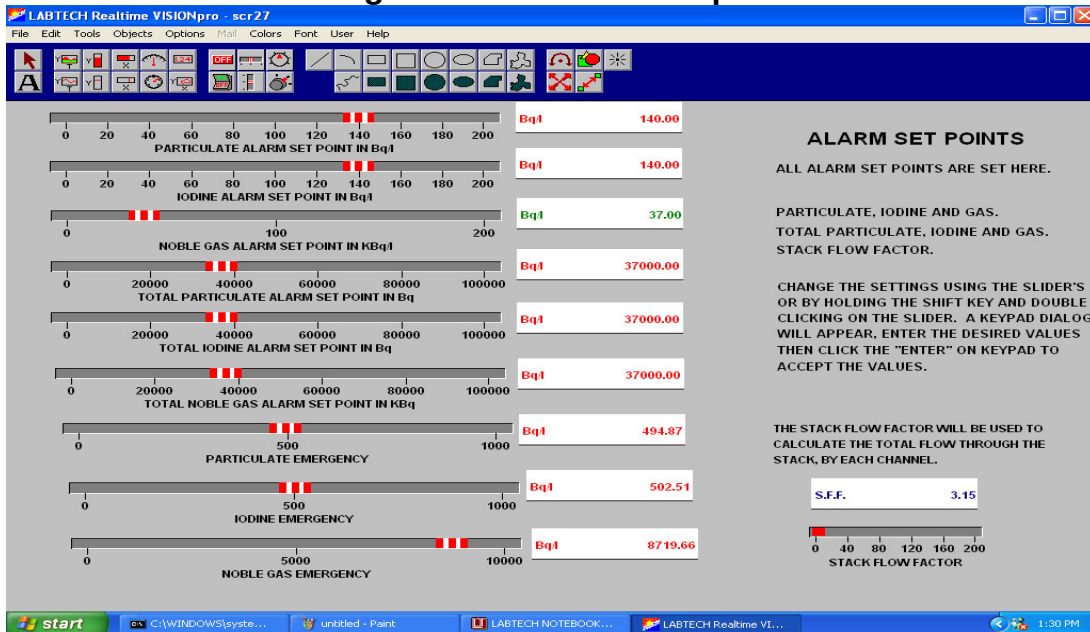 LABTECH Realtime VISIONpro - scr27
File Edit Tools Objects Options Mail Colors Font User Help
L24 OFF
A OFF
Bq/l 140.00
0 20 40 60 80 100 120 140 160 180 200
PARTICULATE ALARM SET POINT IN Bq/l
Bq/l 140.00
0 20 40 60 80 100 120 140 160 180 200
IODINE ALARM SET POINT IN Bq/l
Bq/l 37.00
0 100 200
NOBLE GAS ALARM SET POINT IN KBq/l
Bq/l 37000.00
0 20000 40000 60000 80000 100000
TOTAL PARTICULATE ALARM SET POINT IN Bq
Bq/l 37000.00
0 20000 40000 60000 80000 100000
TOTAL IODINE ALARM SET POINT IN Bq
Bq/l 37000.00
0 20000 40000 60000 80000 100000
TOTAL NOBLE GAS ALARM SET POINT IN KBq
Bq/l 494.87
0 500 1000
PARTICULATE EMERGENCY
Bq/l 502.51
0 500 1000
IODINE EMERGENCY
Bq/l 8719.66
0 5000 10000
NOBLE GAS EMERGENCY
ALARM SET POINTS
ALL ALARM SET POINTS ARE SET HERE.
PARTICULATE, IODINE AND GAS.
TOTAL PARTICULATE, IODINE AND GAS.
STACK FLOW FACTOR.
CHANGE THE SETTINGS USING THE SLIDER'S
OR BY HOLDING THE SHIFT KEY AND DOUBLE
CLICKING ON THE SLIDER. A KEYPAD DIALOG
WILL APPEAR, ENTER THE DESIRED VALUES
THEN CLICK THE "ENTER" ON KEYPAD TO
ACCEPT THE VALUES.
THE STACK FLOW FACTOR WILL BE USED TO
CALCULATE THE TOTAL FLOW THROUGH THE
STACK, BY EACH CHANNEL.
S.F.F. 3.15
0 40 80 120 160 200
STACK FLOW FACTOR
start C:\WINDOWS\syste... untitled - Paint LABTECH NOTEBOOK... LABTECH Realtime VI... 1:30 PM